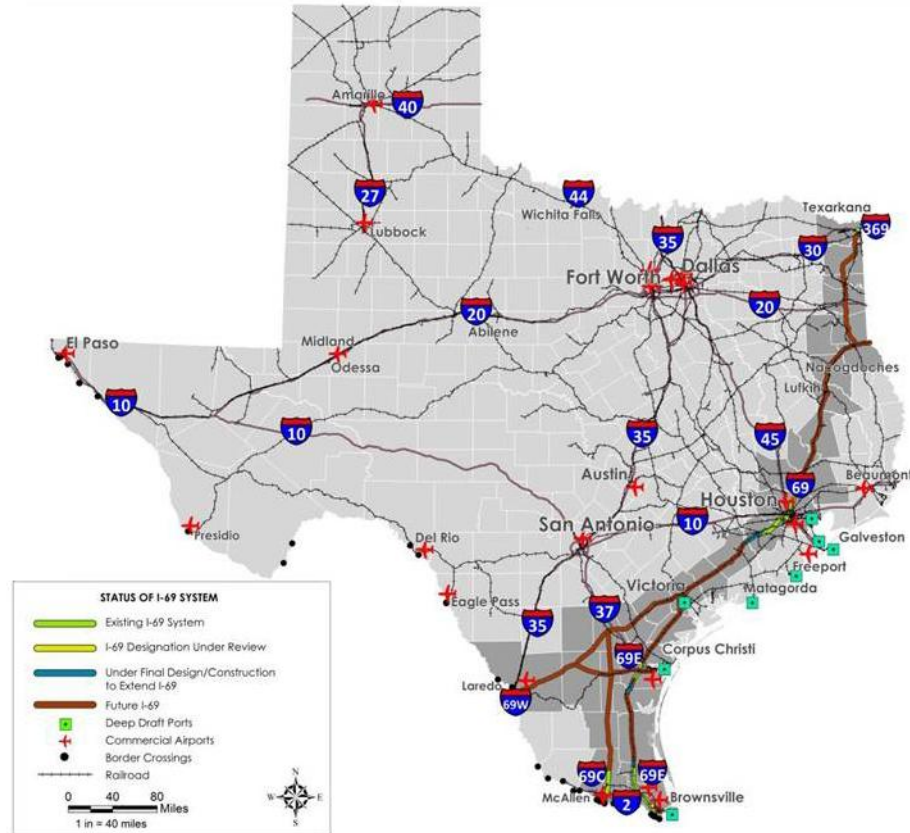 Amarillo
40
27
Lubbock
44
Wichita Falls
35
Texarkana
369
30
Fort Worth
Dallas
20
20
Abilene
El Paso
Midland
Odessa
Nacogdoches
Lufkin
10
10
35
45
Austin
69
Beaumont
Houston
San Antonio
10
Presidio
Del Rio
Galveston
Freeport
Eagle Pass
Victoria
Matagorda
35
37
69E
Corpus Christi
Laredo
69W
69C
69E
McAllen
2
Brownsville
STATUS OF I-69 SYSTEM
Existing I-69 System
I-69 Designation Under Review
Under Final Design/Construction
to Extend I-69
Future I-69
Deep Draft Ports
Commercial Airports
Border Crossings
Railroad
0 40 80
Miles
1 in = 40 miles
N
W E
S